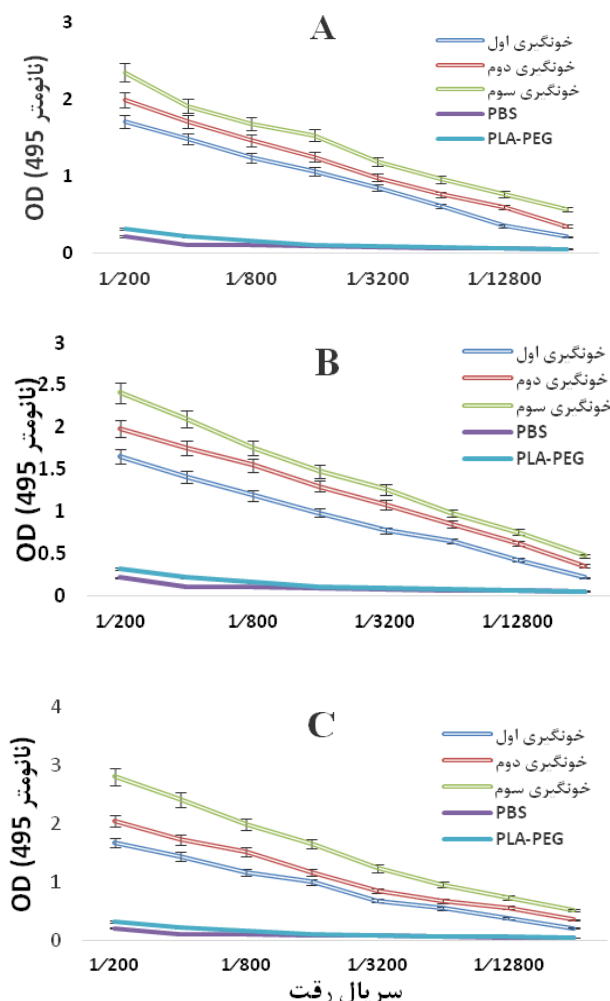 A
3
2
1
0
OD (495 نانومتر)
خونگیری اول
خونگیری دوم
خونگیری سوم
PBS
PLA-PEG
1/200
1/800
1/3200
1/12800
B
3
2.5
2
1.5
1
0.5
0
OD (495 نانومتر)
خونگیری اول
خونگیری دوم
خونگیری سوم
PBS
PLA-PEG
1/200
1/800
1/3200
1/12800
C
4
3
2
1
0
OD (495 نانومتر)
خونگیری اول
خونگیری دوم
خونگیری سوم
PBS
PLA-PEG
1/200
1/800
1/3200
1/12800
سریال رقت